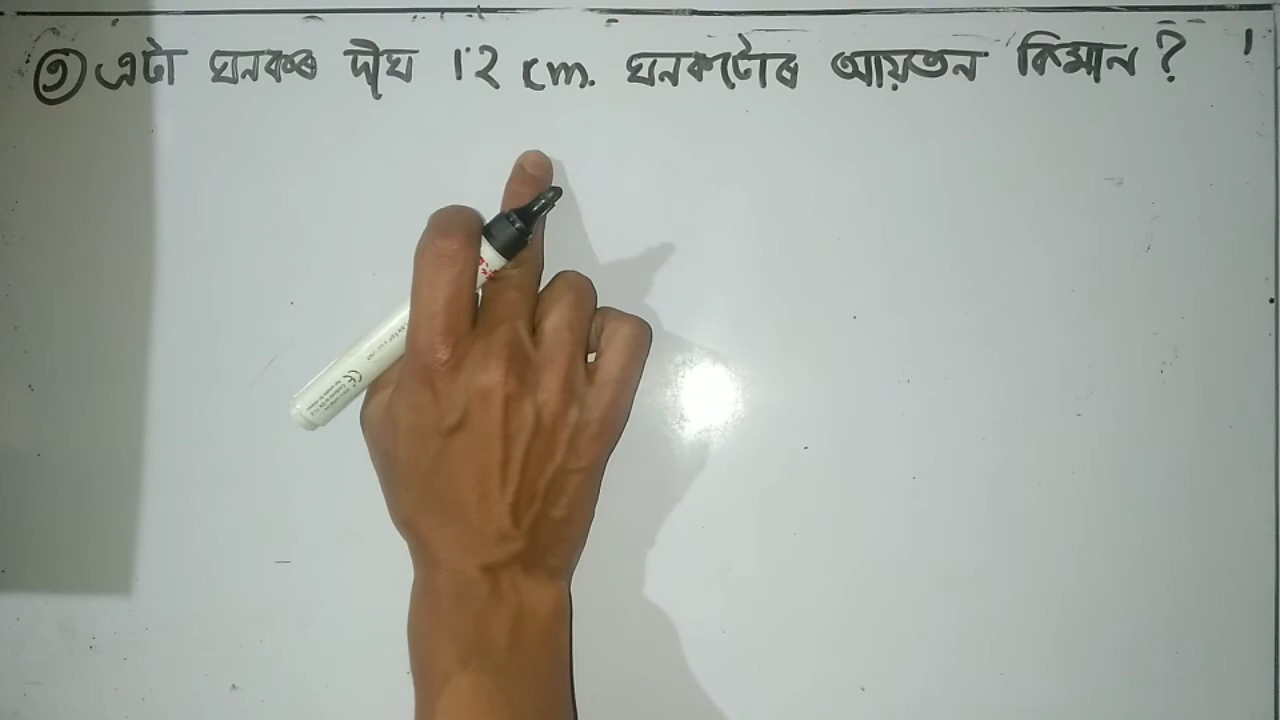 ৩) এটা ঘনকৰ দীঘ 12 cm. ঘনকটোৰ আয়তন কিমান ?